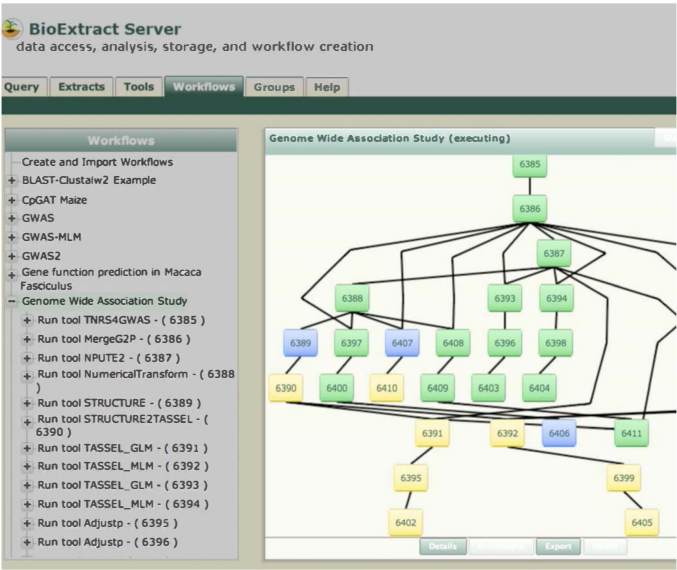 BioExtract Server
data access, analysis, storage, and workflow creation
Query Extracts Tools Workflows Groups Help
Workflows
Create and Import Workflows
BLAST-Clustalw2 Example
CpGAT Maize
GWAS
GWAS-MLM
GWAS2
Gene function prediction in Macaca
Fasciculus
Genome Wide Association Study
Run tool TNRS4GWAS - ( 6385 )
Run tool MergeG2P - ( 6386 )
Run tool NPUTE2 - ( 6387 )
Run tool NumericalTransform - ( 6388
)
Run tool STRUCTURE - ( 6389 )
Run tool STRUCTURE2TASSEL - (
6390 )
Run tool TASSEL_GLM - ( 6391 )
Run tool TASSEL_MLM - ( 6392 )
Run tool TASSEL_GLM - ( 6393 )
Run tool TASSEL_MLM - ( 6394 )
Run tool Adjustp - ( 6395 )
Run tool Adjustp - ( 6396 )
Genome Wide Association Study (executing)
6385
6386
6387
6388 6393 6394
6389 6397 6407 6408 6396 6398
6390 6400 6410 6409 6403 6404
6391 6392 6406 6411
6395 6399
6402 6405
Details Export